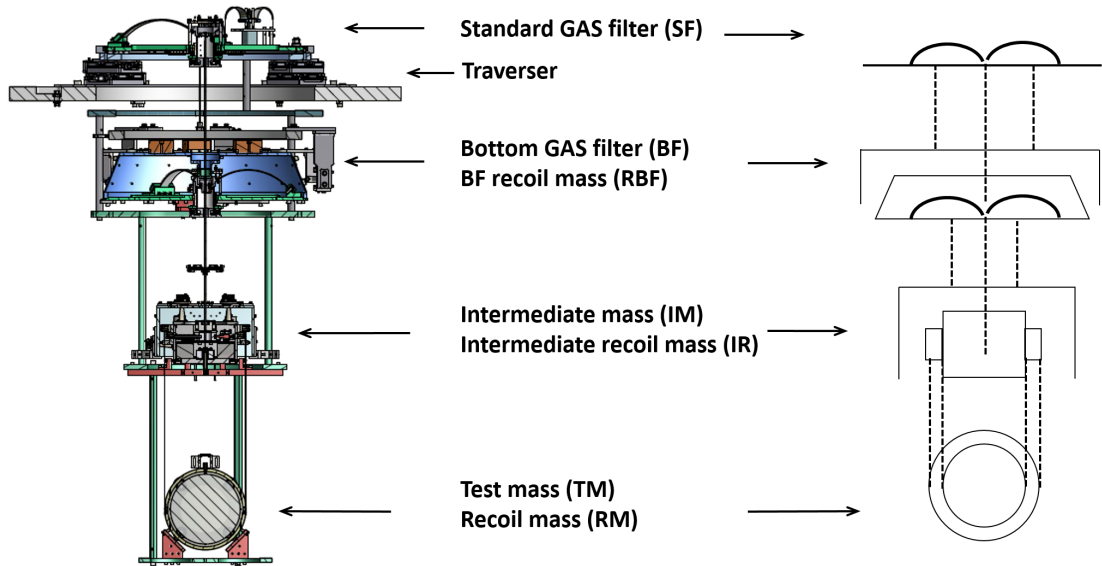 Standard GAS filter (SF)
Traverser
Bottom GAS filter (BF)
BF recoil mass (RBF)
Intermediate mass (IM)
Intermediate recoil mass (IR)
Test mass (TM)
Recoil mass (RM)